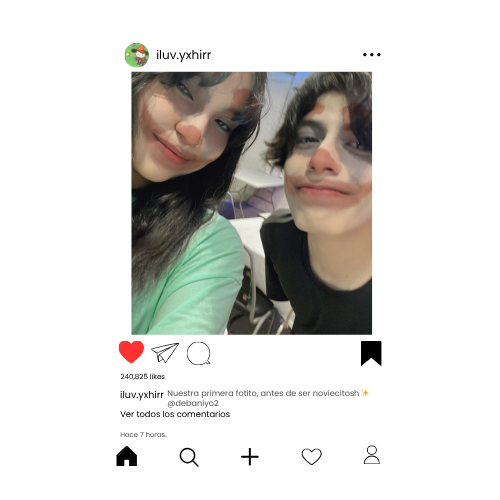 iluv.yxhirr
240,825 likes
iluv.yxhirr Nuestra primera fotito, antes de ser noviecitosh ✨
@debaniyo2
Ver todos los comentarios
Hace 7 horas.